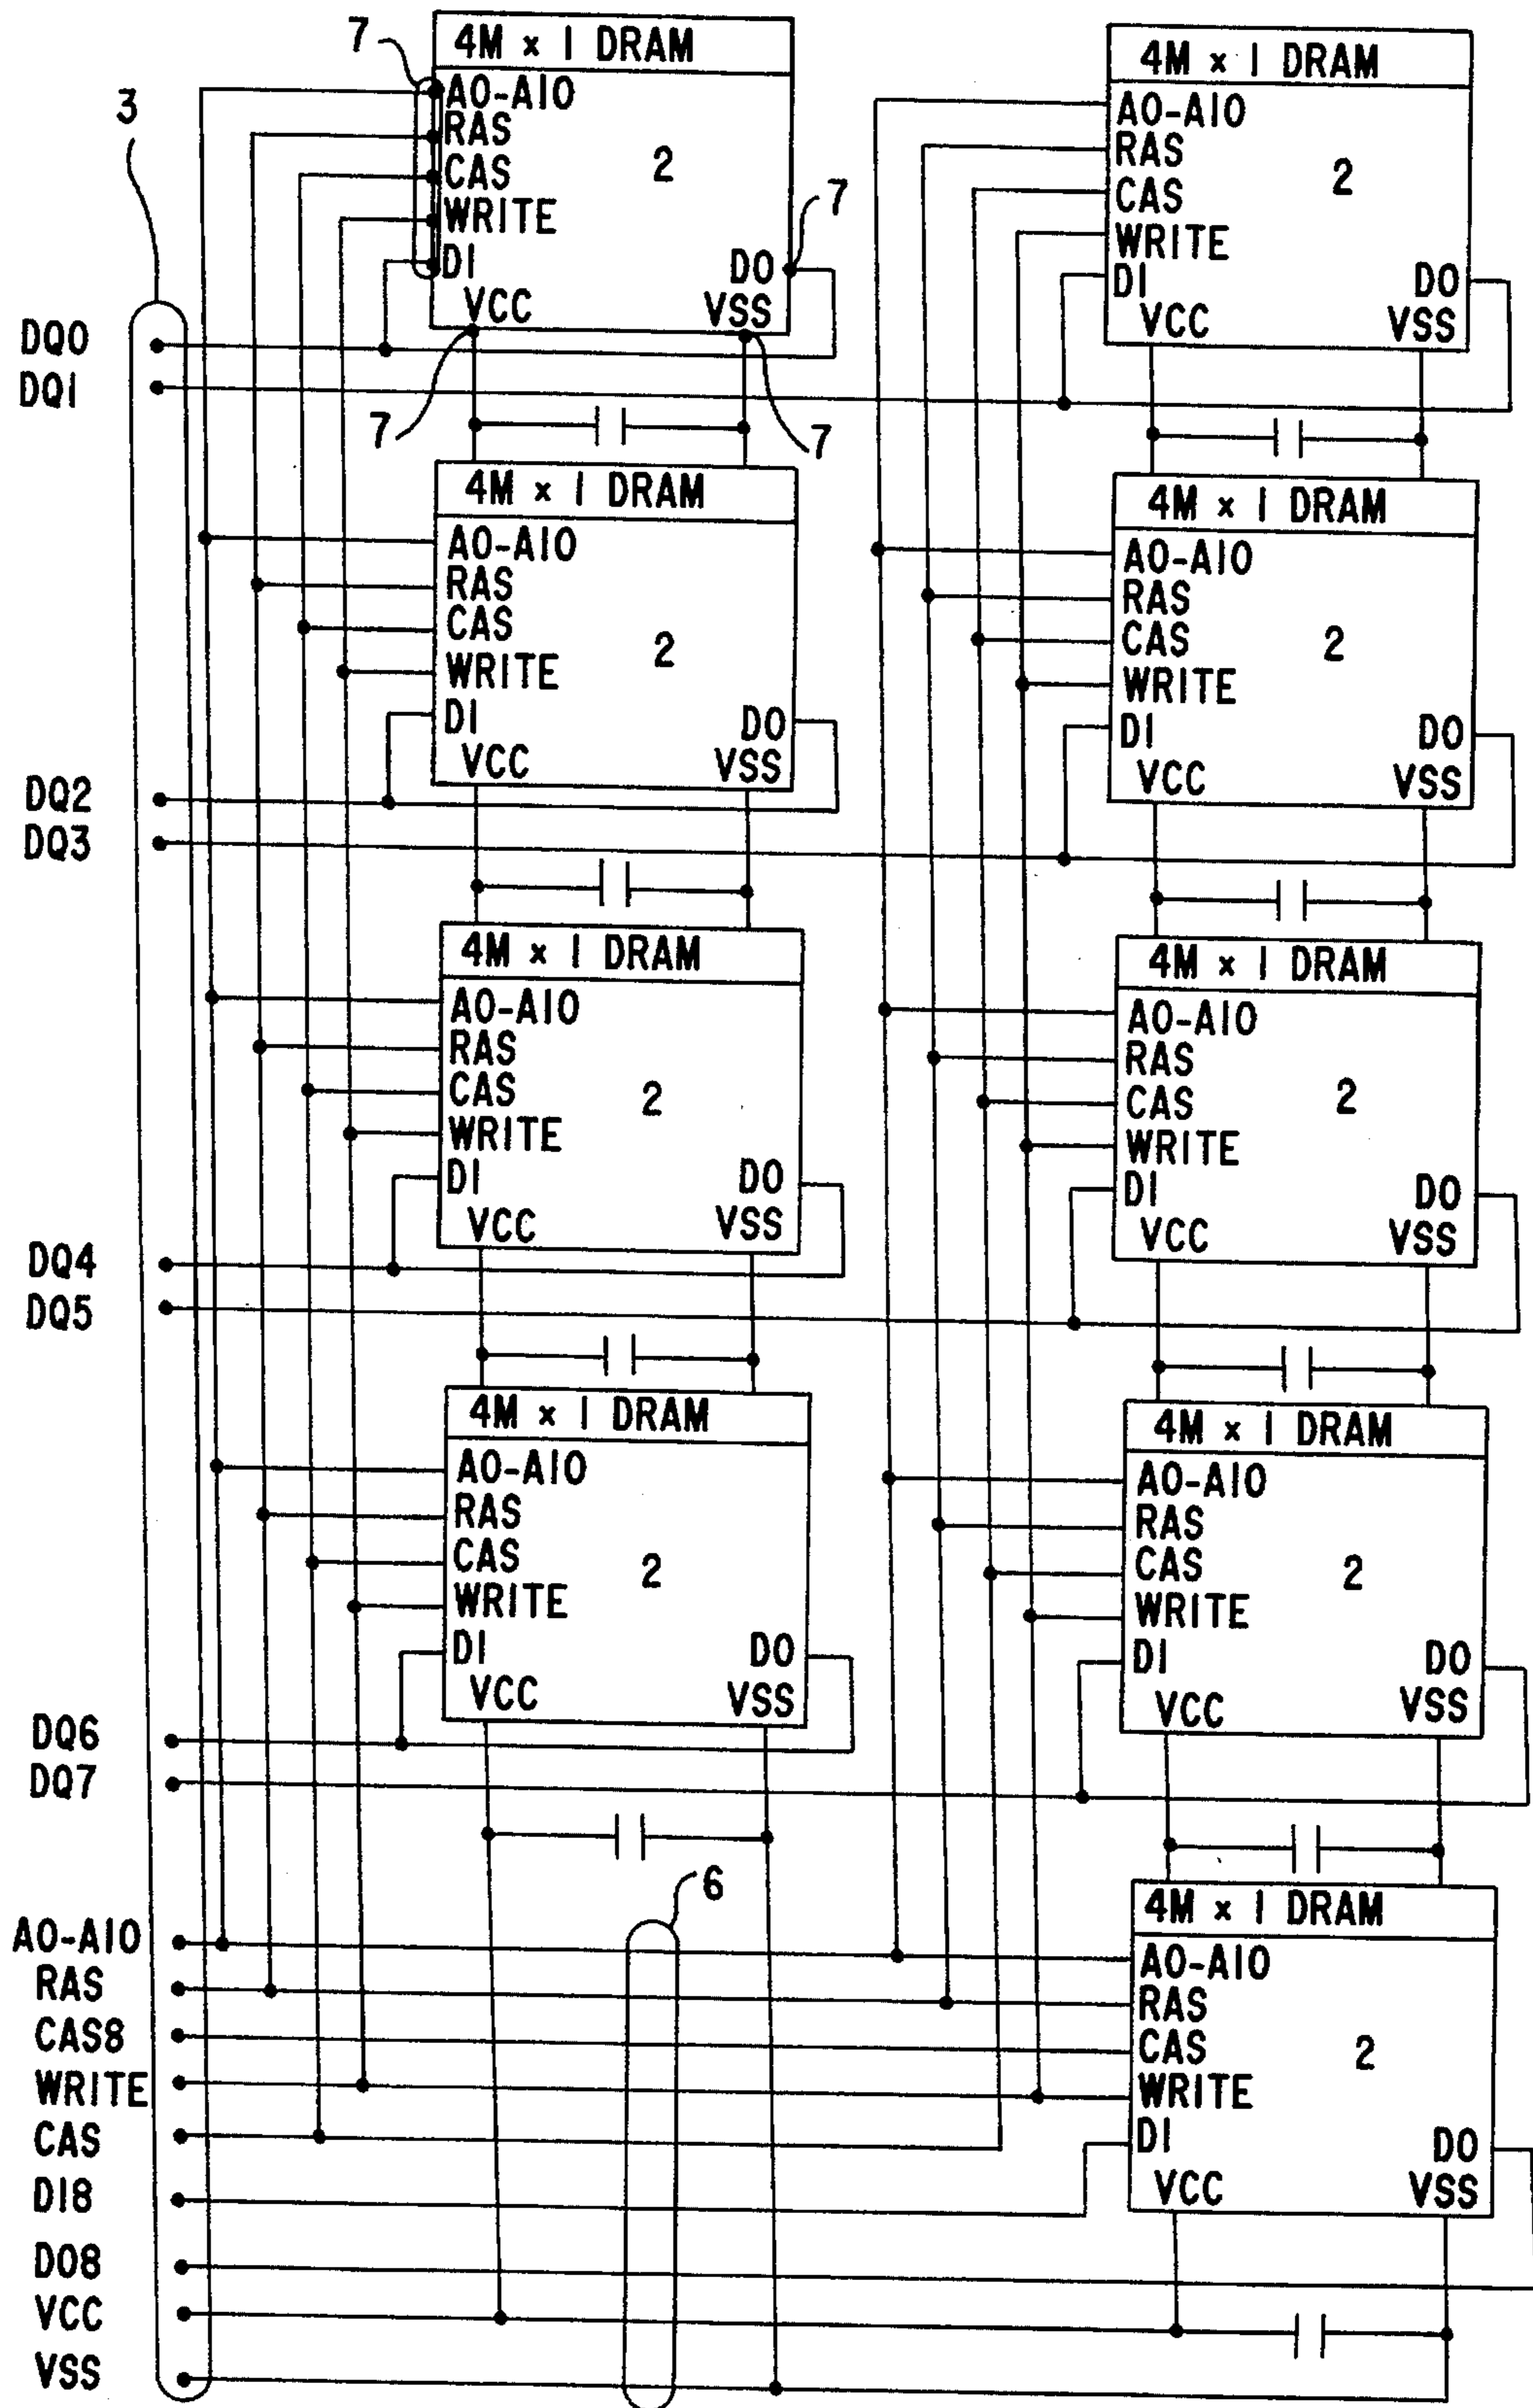 7
4M x 1 DRAM
A0-A10
RAS
CAS
WRITE
DI
VCC
2
DO
VSS
7
7
7
4M x 1 DRAM
A0-A10
RAS
CAS
WRITE
DI
VCC
2
DO
VSS
3
DQ0
DQ1
4M x 1 DRAM
A0-A10
RAS
CAS
WRITE
DI
VCC
2
DO
VSS
4M x 1 DRAM
A0-A10
RAS
CAS
WRITE
DI
VCC
2
DO
VSS
DQ2
DQ3
4M x 1 DRAM
A0-A10
RAS
CAS
WRITE
DI
VCC
2
DO
VSS
4M x 1 DRAM
A0-A10
RAS
CAS
WRITE
DI
VCC
2
DO
VSS
DQ4
DQ5
4M x 1 DRAM
A0-A10
RAS
CAS
WRITE
DI
VCC
2
DO
VSS
4M x 1 DRAM
A0-A10
RAS
CAS
WRITE
DI
VCC
2
DO
VSS
DQ6
DQ7
6
4M x 1 DRAM
A0-A10
RAS
CAS
WRITE
DI
VCC
2
DO
VSS
A0-A10
RAS
CAS8
WRITE
CAS
DI8
DO8
VCC
VSS